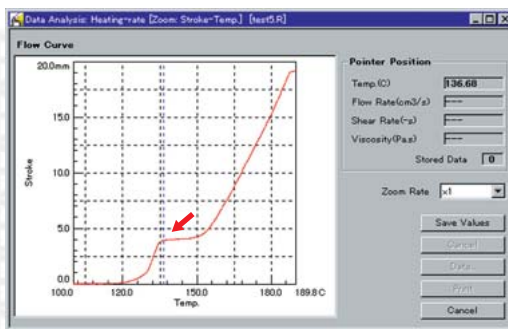 Data Analysis: Heating-rate [Zoom: Stroke-Temp.] [test5.R]
Flow Curve
20.0mm
15.0
10.0
5.0
0.0
Stroke
100.0 120.0 150.0 180.0 189.8C
Temp.
Pointer Position
Temp.(C) 136.68
Flow Rate(cm3/s) ----
Shear Rate(-s) ----
Viscosity(Pa.s) ----
Stored Data 0
Zoom Rate x1
Save Values
Cancel
Data..
Print
Cancel